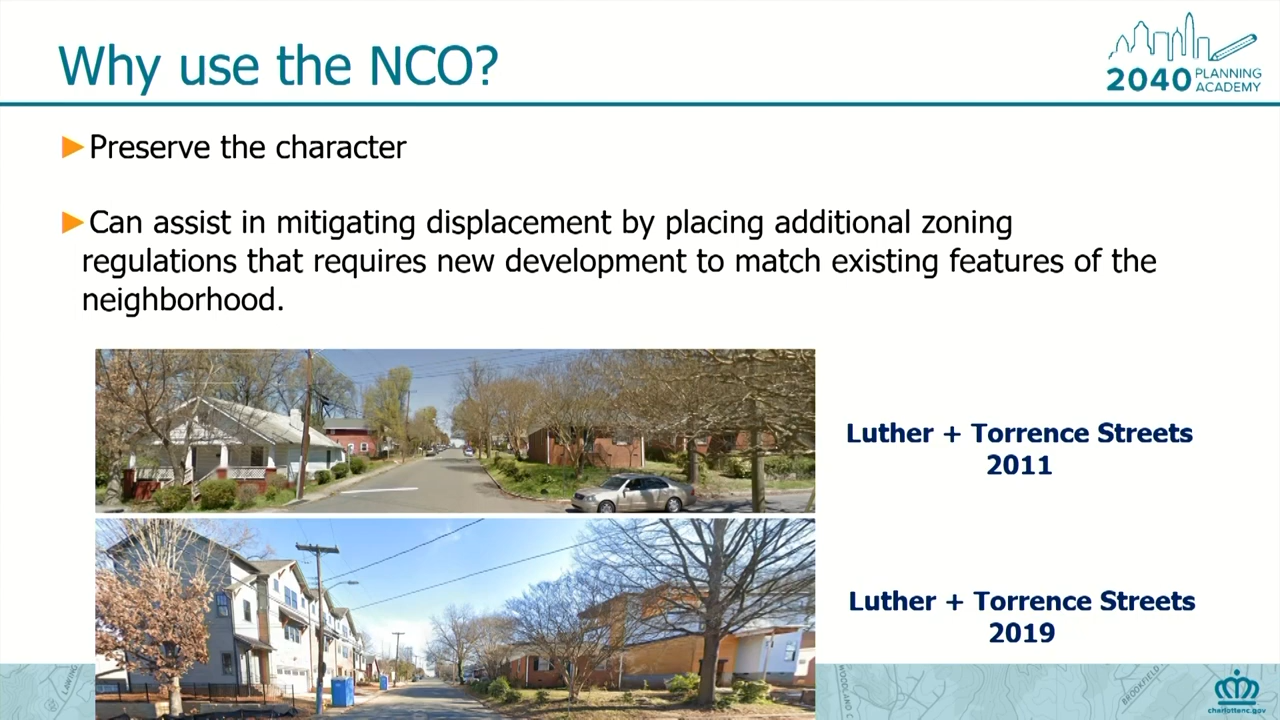 Why use the NCO?
2040 PLANNING
ACADEMY
►Preserve the character
►Can assist in mitigating displacement by placing additional zoning
regulations that requires new development to match existing features of the
neighborhood.
Luther + Torrence Streets
2011
Luther + Torrence Streets
2019
BROOKFIELD
charlottenc.gov